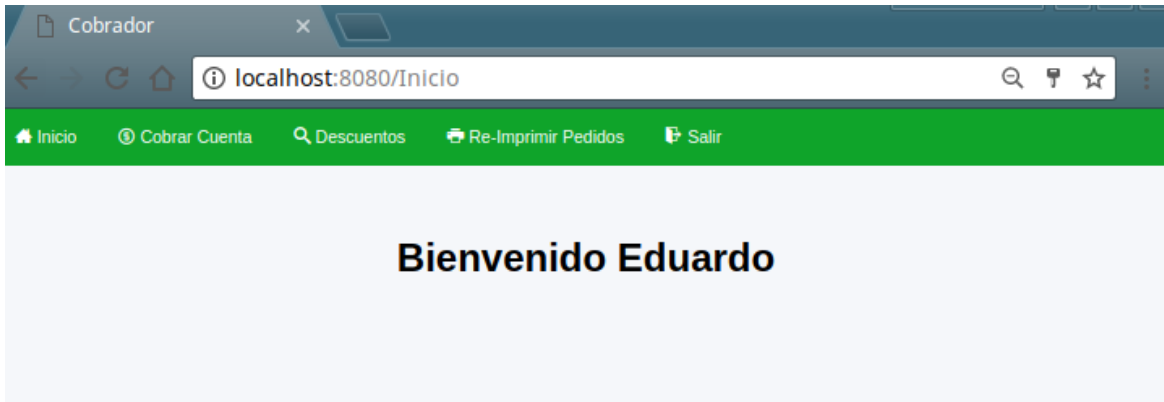 Cobrador
localhost:8080/Inicio
Inicio Cobrar Cuenta Descuentos Re-Imprimir Pedidos Salir
Bienvenido Eduardo